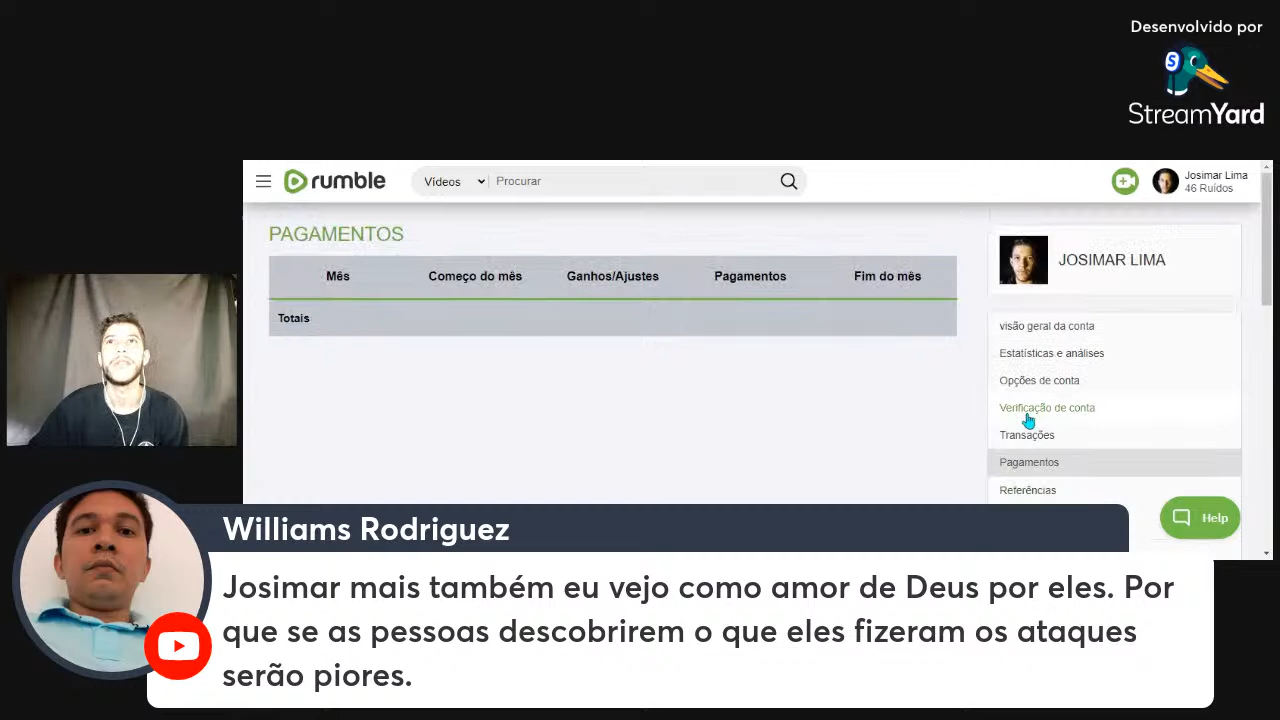 Desenvolvido por
StreamYard
rumble
Vídeos
Procurar
Josimar Lima
46 Ruídos
PAGAMENTOS
Mês Começo do mês Ganhos/Ajustes Pagamentos Fim do mês
Totais
JOSIMAR LIMA
visão geral da conta
Estatísticas e análises
Opções de conta
Verificação de conta
Transações
Pagamentos
Referências
Help
Williams Rodriguez
Josimar mais também eu vejo como amor de Deus por eles. Por
que se as pessoas descobrirem o que eles fizeram os ataques
serão piores.